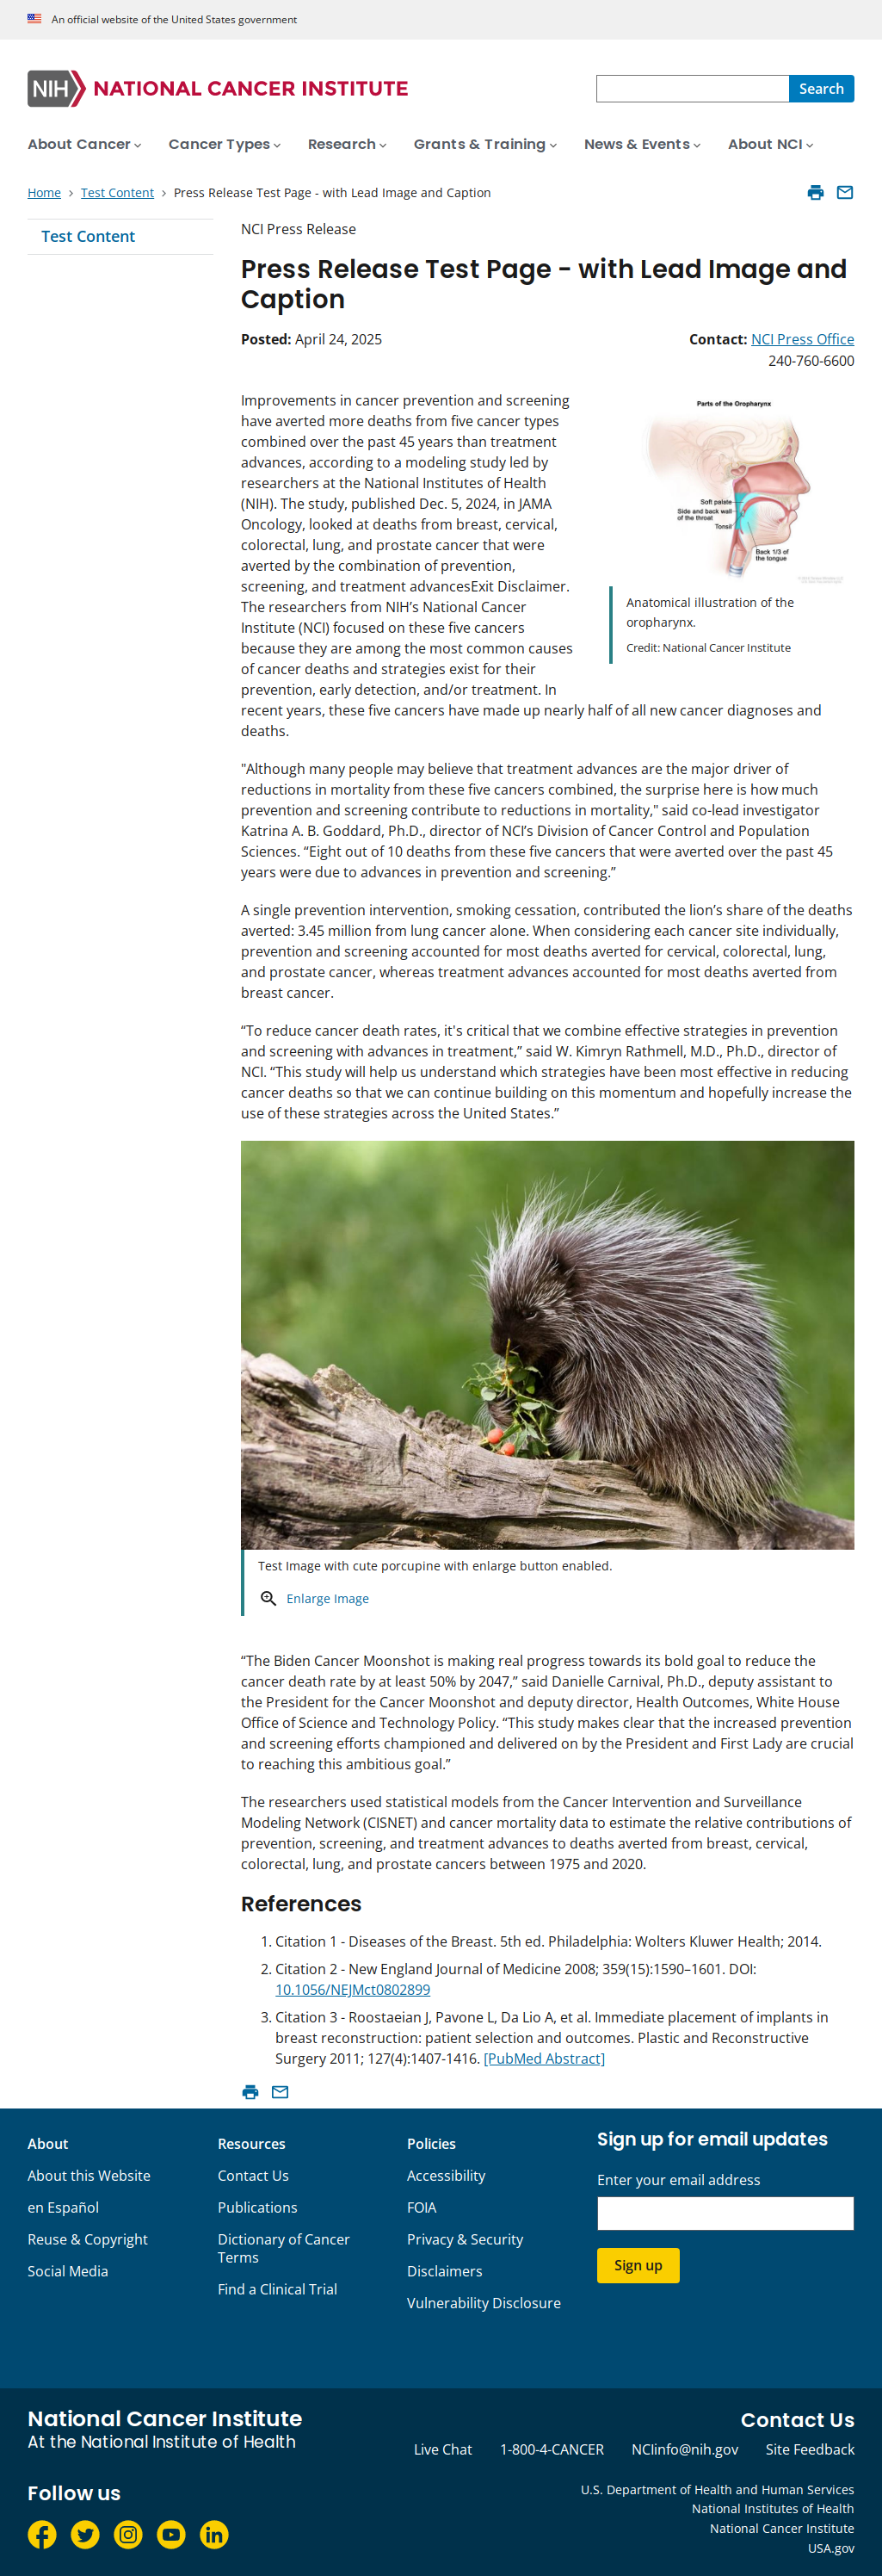 An official website of the United States government
NIH NATIONAL CANCER INSTITUTE
Search
About Cancer
Cancer Types
Research
Grants & Training
News & Events
About NCI
Home
Test Content
Press Release Test Page - with Lead Image and Caption
Test Content
NCI Press Release
Press Release Test Page - with Lead Image and
Caption
Posted: April 24, 2025
Contact: NCI Press Office
240-760-6600
Improvements in cancer prevention and screening
have averted more deaths from five cancer types
combined over the past 45 years than treatment
advances, according to a modeling study led by
researchers at the National Institutes of Health
(NIH). The study, published Dec. 5, 2024, in JAMA
Oncology, looked at deaths from breast, cervical,
colorectal, lung, and prostate cancer that were
averted by the combination of prevention,
screening, and treatment advancesExit Disclaimer.
The researchers from NIH’s National Cancer
Institute (NCI) focused on these five cancers
because they are among the most common causes
of cancer deaths and strategies exist for their
prevention, early detection, and/or treatment. In
recent years, these five cancers have made up nearly half of all new cancer diagnoses and
deaths.
Parts of the Oropharynx
Soft palate
Side and back wall
of the throat
Tonsil
Back 1/3 of
the tongue
Anatomical illustration of the
oropharynx.
Credit: National Cancer Institute
"Although many people may believe that treatment advances are the major driver of
reductions in mortality from these five cancers combined, the surprise here is how much
prevention and screening contribute to reductions in mortality," said co-lead investigator
Katrina A. B. Goddard, Ph.D., director of NCI’s Division of Cancer Control and Population
Sciences. “Eight out of 10 deaths from these five cancers that were averted over the past 45
years were due to advances in prevention and screening.”
A single prevention intervention, smoking cessation, contributed the lion’s share of the deaths
averted: 3.45 million from lung cancer alone. When considering each cancer site individually,
prevention and screening accounted for most deaths averted for cervical, colorectal, lung,
and prostate cancer, whereas treatment advances accounted for most deaths averted from
breast cancer.
“To reduce cancer death rates, it's critical that we combine effective strategies in prevention
and screening with advances in treatment,” said W. Kimryn Rathmell, M.D., Ph.D., director of
NCI. “This study will help us understand which strategies have been most effective in reducing
cancer deaths so that we can continue building on this momentum and hopefully increase the
use of these strategies across the United States.”
Test Image with cute porcupine with enlarge button enabled.
Enlarge Image
“The Biden Cancer Moonshot is making real progress towards its bold goal to reduce the
cancer death rate by at least 50% by 2047,” said Danielle Carnival, Ph.D., deputy assistant to
the President for the Cancer Moonshot and deputy director, Health Outcomes, White House
Office of Science and Technology Policy. “This study makes clear that the increased prevention
and screening efforts championed and delivered on by the President and First Lady are crucial
to reaching this ambitious goal.”
The researchers used statistical models from the Cancer Intervention and Surveillance
Modeling Network (CISNET) and cancer mortality data to estimate the relative contributions of
prevention, screening, and treatment advances to deaths averted from breast, cervical,
colorectal, lung, and prostate cancers between 1975 and 2020.
References
1. Citation 1 - Diseases of the Breast. 5th ed. Philadelphia: Wolters Kluwer Health; 2014.
2. Citation 2 - New England Journal of Medicine 2008; 359(15):1590–1601. DOI:
10.1056/NEJMct0802899
3. Citation 3 - Roostaeian J, Pavone L, Da Lio A, et al. Immediate placement of implants in
breast reconstruction: patient selection and outcomes. Plastic and Reconstructive
Surgery 2011; 127(4):1407-1416. [PubMed Abstract]
About
About this Website
en Español
Reuse & Copyright
Social Media
Resources
Contact Us
Publications
Dictionary of Cancer
Terms
Find a Clinical Trial
Policies
Accessibility
FOIA
Privacy & Security
Disclaimers
Vulnerability Disclosure
Sign up for email updates
Enter your email address
Sign up
National Cancer Institute
At the National Institute of Health
Contact Us
Live Chat
1-800-4-CANCER
NCIinfo@nih.gov
Site Feedback
Follow us
U.S. Department of Health and Human Services
National Institutes of Health
National Cancer Institute
USA.gov